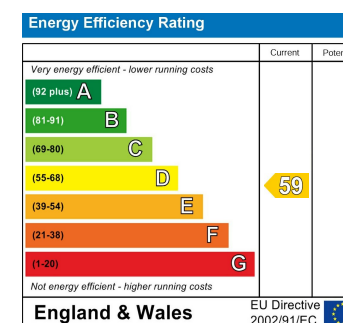 Energy Efficiency Rating
Current Poten
Very energy efficient - lower running costs
(92 plus) A
(81-91) B
(69-80) C
(55-68) D
59
(39-54) E
(21-38) F
(1-20) G
Not energy efficient - higher running costs
England & Wales
EU Directive
2002/91/EC